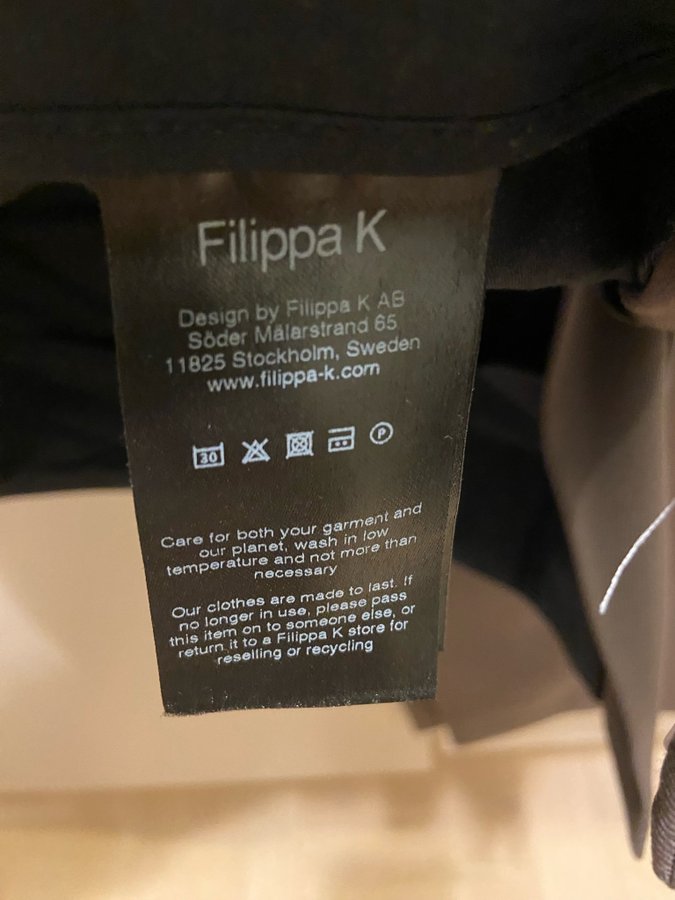 Filippa K
Design by Filippa K AB
Söder Mälarstrand 65
11825 Stockholm, Sweden
www.filippa-k.com
30 P
Care for both your garment and
our planet, wash in low
temperature and not more than
necessary
Our clothes are made to last. If
no longer in use, please pass
this item on to someone else, or
return it to a Filippa K store for
reselling or recycling